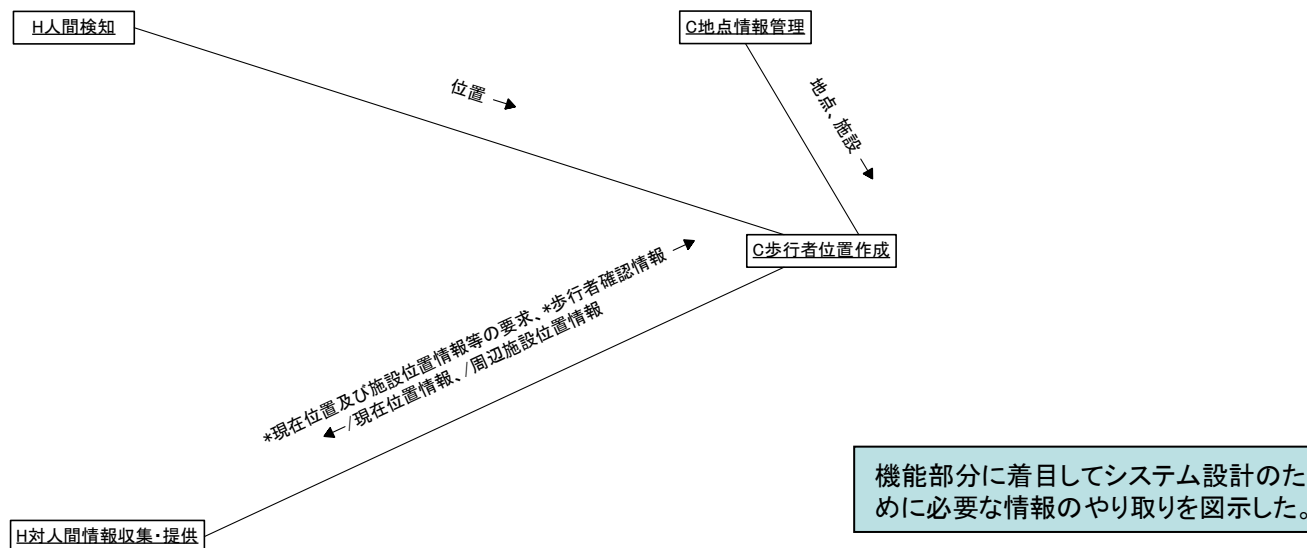 H人間検知
C地点情報管理
位置
地点、施設
C歩行者位置作成
*現在位置及び施設位置情報等の要求、*歩行者確認情報
/現在位置情報、/周辺施設位置情報
機能部分に着目してシステム設計のた
めに必要な情報のやり取りを図示した。
H対人間情報収集・提供